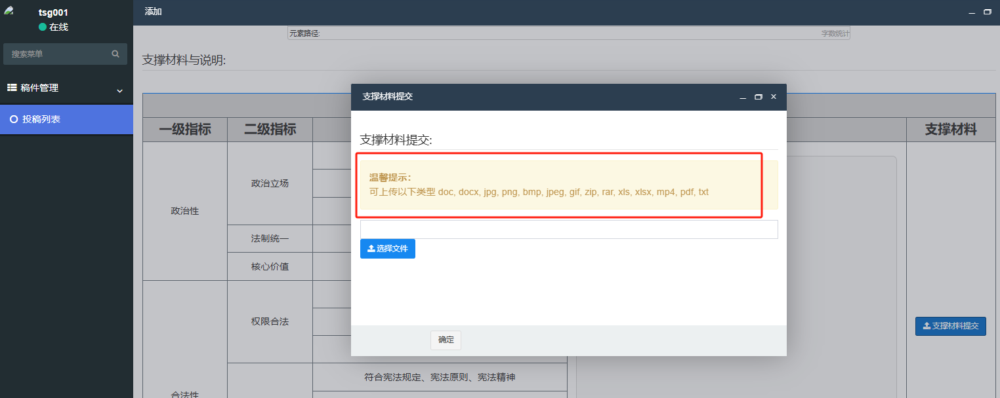 tsg001
在线
搜索菜单
稿件管理
投稿列表
添加
元素路径:
字数统计
支撑材料与说明:
一级指标
二级指标
支撑材料
政治性
政治立场
法制统一
核心价值
权限合法
合法性
符合宪法规定、宪法原则、宪法精神
支撑材料提交
支撑材料提交
支撑材料提交:
温馨提示:
可上传以下类型 doc, docx, jpg, png, bmp, jpeg, gif, zip, rar, xls, xlsx, mp4, pdf, txt
选择文件
确定